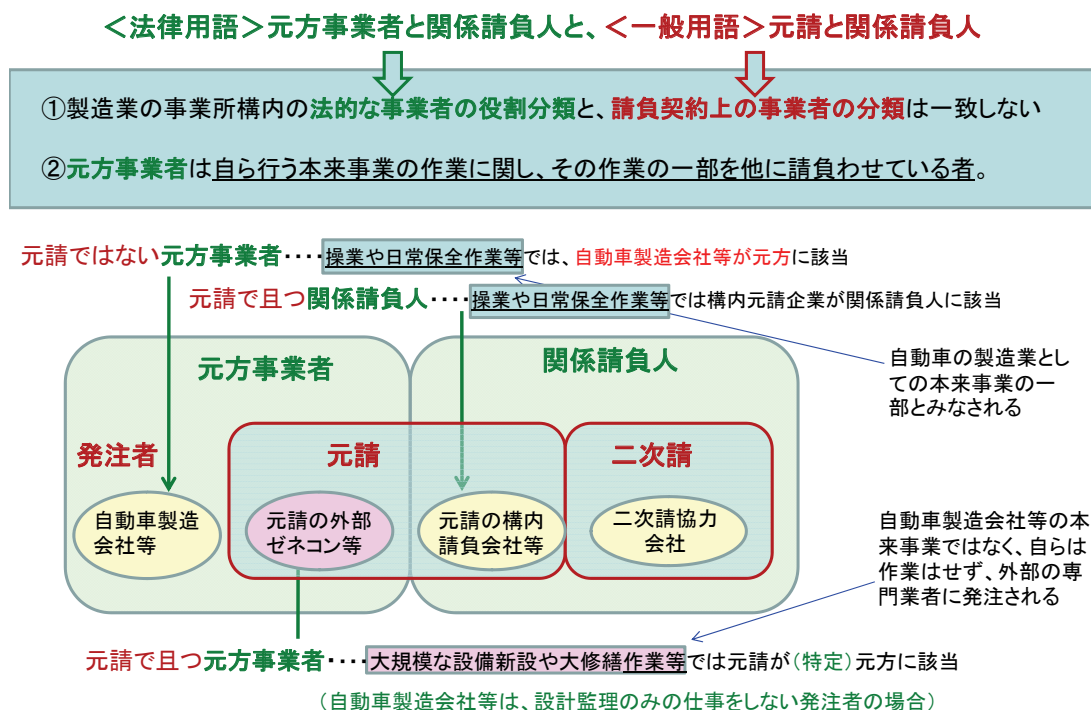 ＜法律用語＞元方事業者と関係請負人と、＜一般用語＞元請と関係請負人
①製造業の事業所構内の法的な事業者の役割分類と、請負契約上の事業者の分類は一致しない
②元方事業者は自ら行う本来事業の作業に関し、その作業の一部を他に請負わせている者。
元請ではない元方事業者････操業や日常保全作業等では、自動車製造会社等が元方に該当
元請で且つ関係請負人････操業や日常保全作業等では構内元請企業が関係請負人に該当
自動車の製造業とし
ての本来事業の一
部とみなされる
元方事業者
関係請負人
発注者
元請
二次請
自動車製造
会社等
元請の外部
ゼネコン等
元請の構内
請負会社等
二次請協力
会社
自動車製造会社等の本
来事業ではなく、自らは
作業はせず、外部の専
門業者に発注される
元請で且つ元方事業者････大規模な設備新設や大修繕作業等では元請が(特定)元方に該当
(自動車製造会社等は、設計監理のみの仕事をしない発注者の場合)